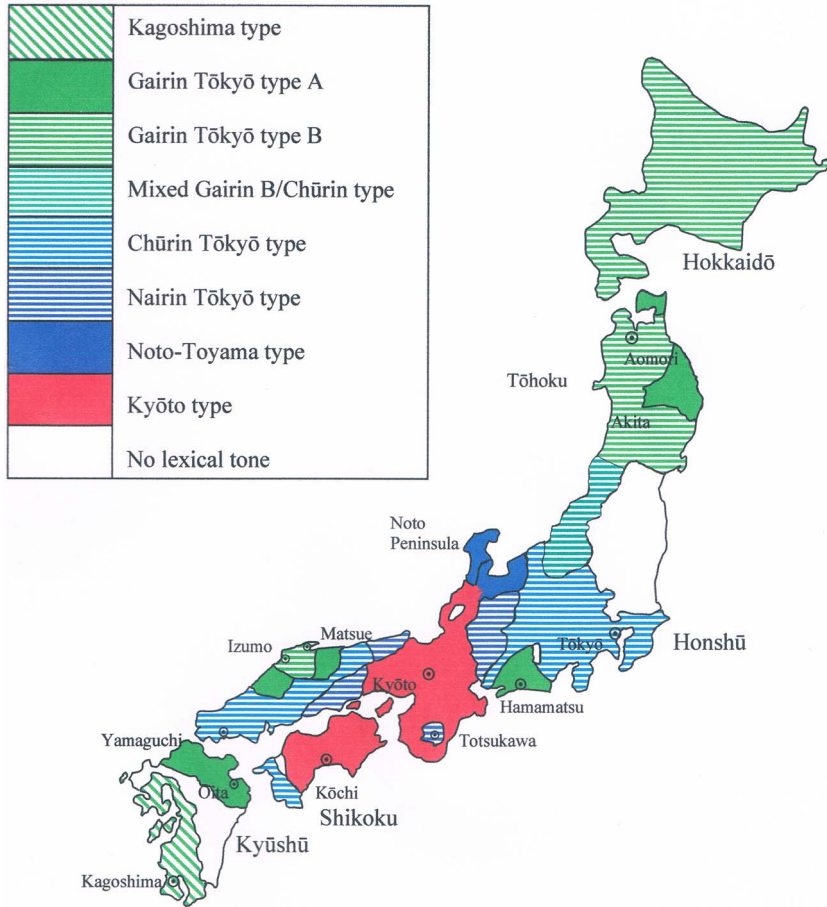 Kagoshima type
Gairin Tōkyō type A
Gairin Tōkyō type B
Mixed Gairin B/Chūrin type
Chūrin Tōkyō type
Nairin Tōkyō type
Noto-Toyama type
Kyōto type
No lexical tone
Hokkaidō
Aomori
Tōhoku
Akita
Noto
Peninsula
Matsue
Izumo
Tōkyō
Honshū
Kyōto
Hamamatsu
Yamaguchi
Totsukawa
Oita
Kōchi
Shikoku
Kyūshū
Kagoshima